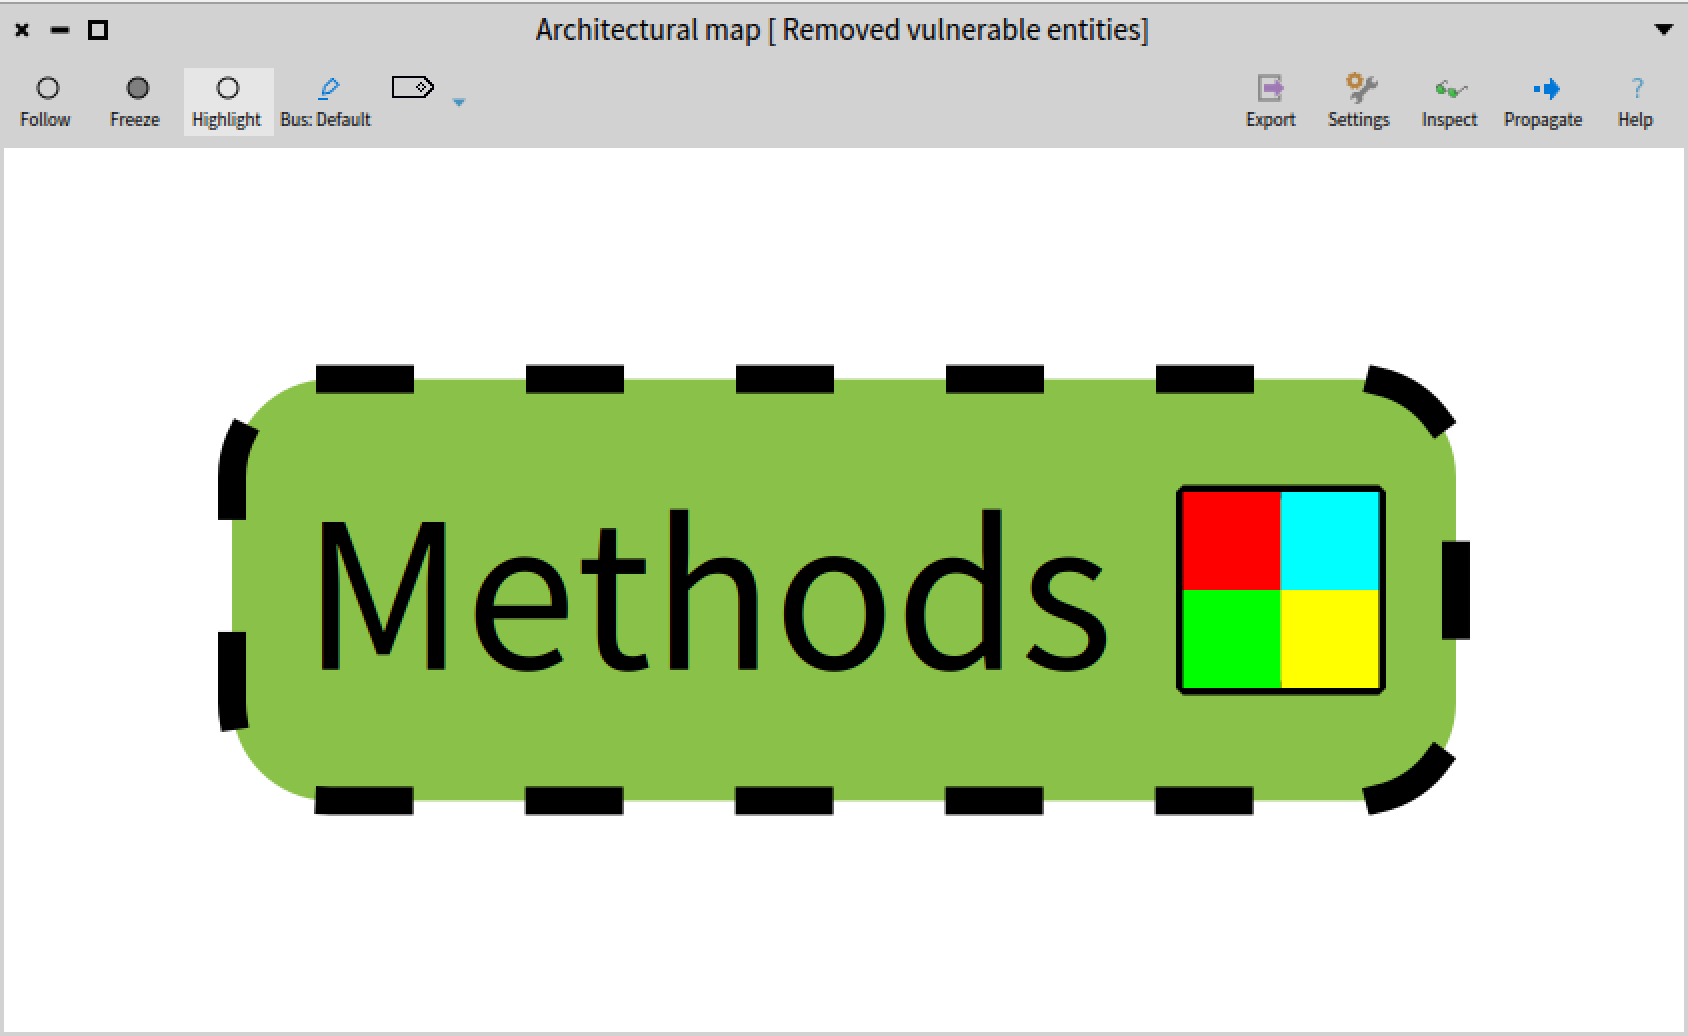 Architectural map [ Removed vulnerable entities]
Follow Freeze Highlight Bus: Default Export Settings Inspect Propagate Help
Methods